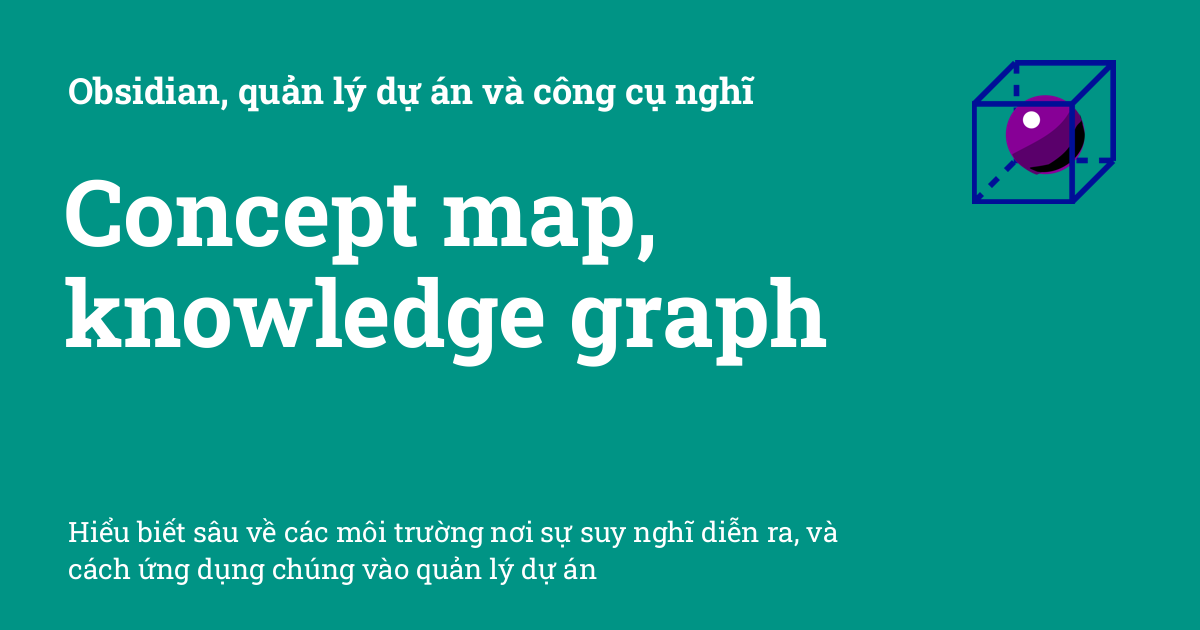 Obsidian, quản lý dự án và công cụ nghĩ
Concept map,
knowledge graph
Hiểu biết sâu về các môi trường nơi sự suy nghĩ diễn ra, và
cách ứng dụng chúng vào quản lý dự án